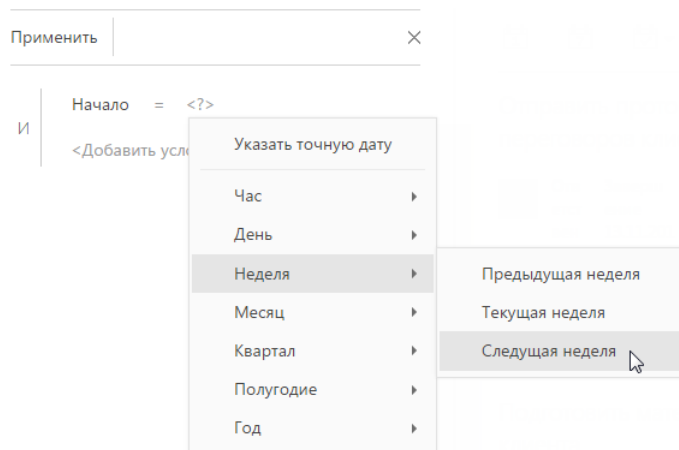 Применить
Начало = <?>
И
<Добавить усло
Указать точную дату
Час
День
Неделя
Месяц
Квартал
Полугодие
Год
Предыдущая неделя
Текущая неделя
Следущая неделя